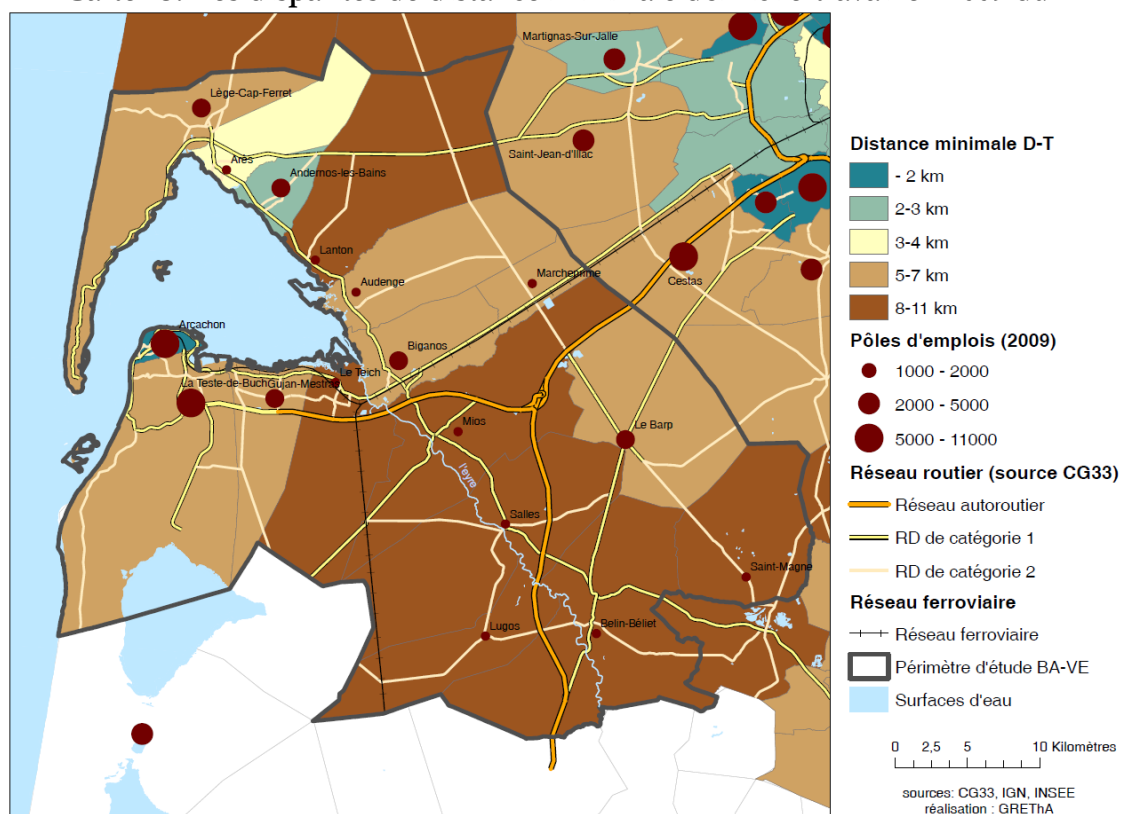 Les disparités de distance
Martignas-Sur-Jalle
Lège-Cap-Ferret
Saint-Jean-d'Illac
Arès
Andernos-les-Bains
Lanton
Audenge
Marcheprime
Cestas
Arcachon
Biganos
La Teste-de-Buch
Gujan-Mestras
Le Teich
Mios
Le Barp
l'eyre
Salles
Saint-Magne
Lugos
Belin-Béliet
Distance minimale D-T
- 2 km
2-3 km
3-4 km
5-7 km
8-11 km
Pôles d'emplois (2009)
1000 - 2000
2000 - 5000
5000 - 11000
Réseau routier (source CG33)
Réseau autoroutier
RD de catégorie 1
RD de catégorie 2
Réseau ferroviaire
Réseau ferroviaire
Périmètre d'étude BA-VE
Surfaces d'eau
0 2,5 5 10 Kilomètres
sources: CG33, IGN, INSEE
réalisation : GREThA